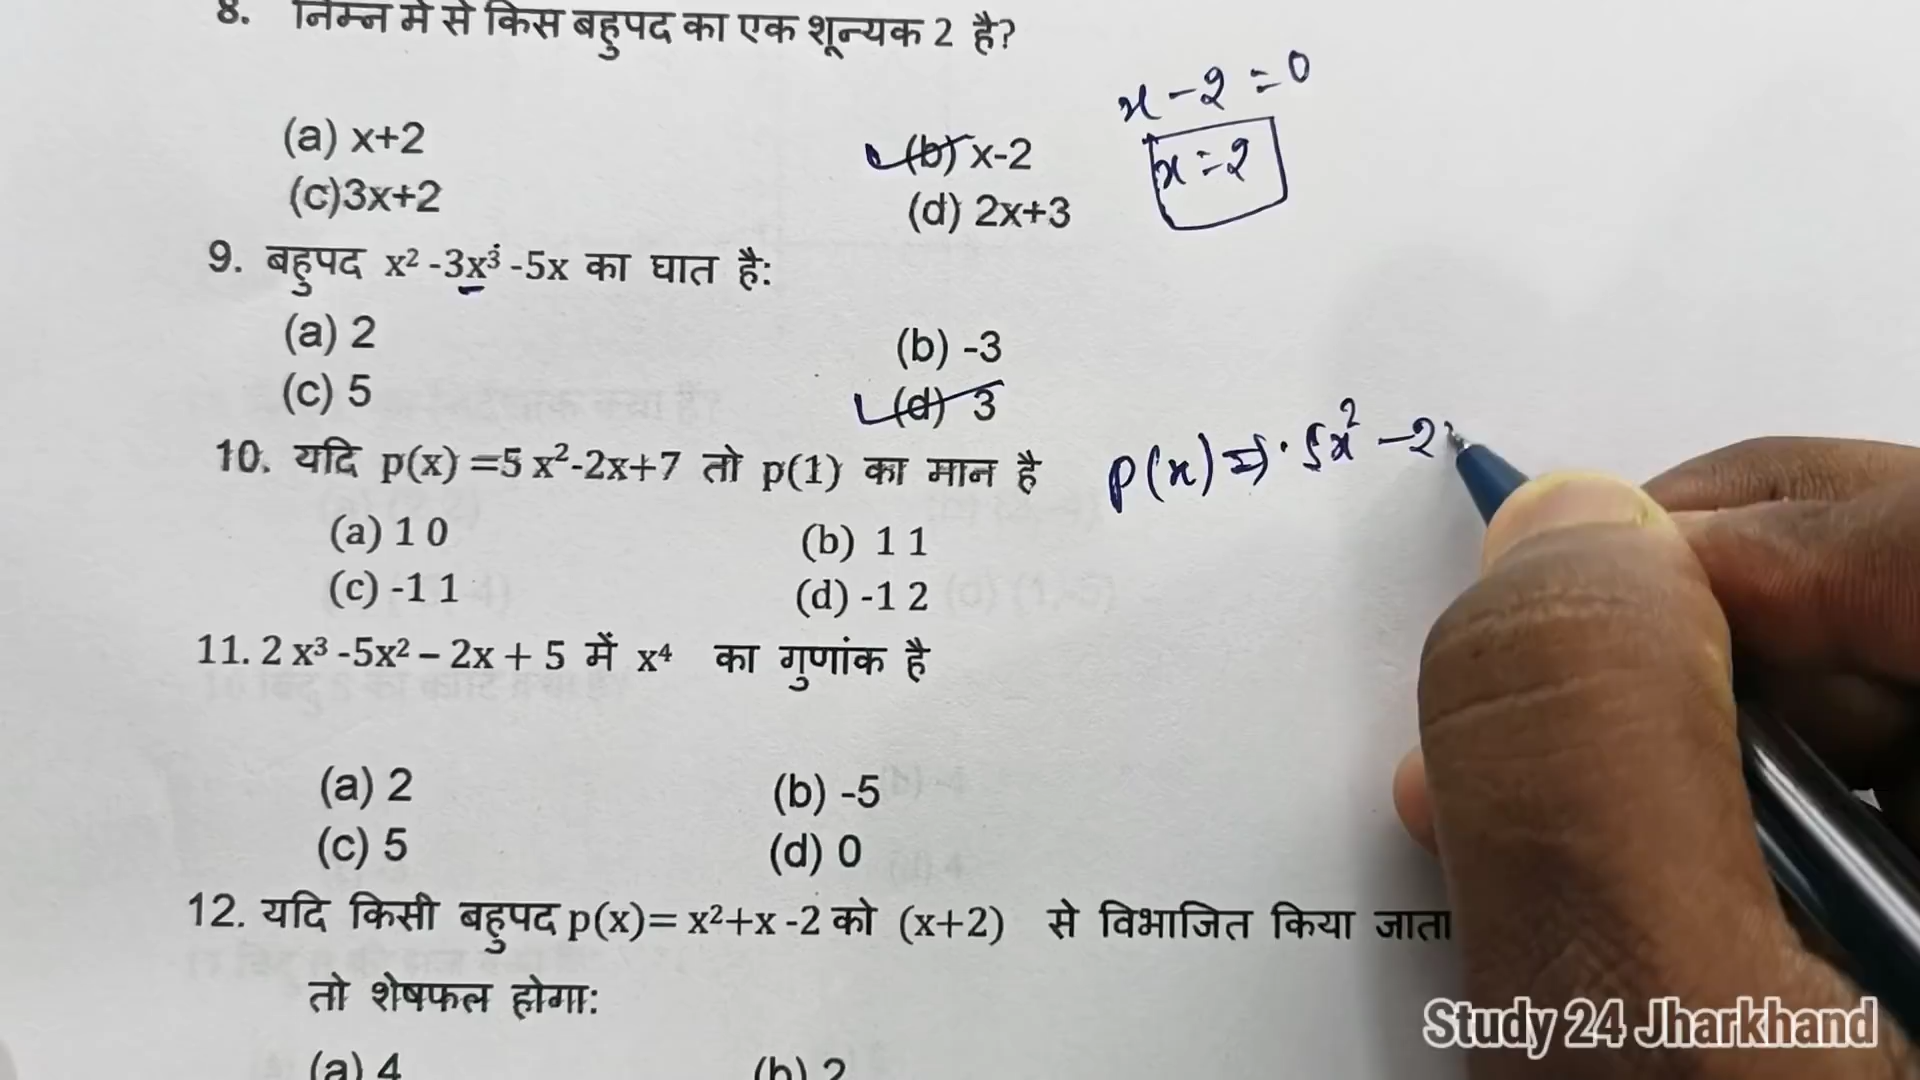 8. निम्न में से किस बहुपद का एक शून्यक 2 है?
x - 2 = 0
(a) x+2
(b) x-2
x = 2
(c)3x+2
(d) 2x+3
9. बहुपद x² -3x³ -5x का घात है:
(a) 2
(b) -3
(c) 5
(d) 3
10. यदि p(x) =5 x²-2x+7 तो p(1) का मान है
p(x) ⇒ 5x² - 2
(a) 1 0
(b) 1 1
(c) -1 1
(d) -1 2
11. 2 x³ -5x² – 2x + 5 में x⁴ का गुणांक है
(a) 2
(b) -5
(c) 5
(d) 0
12. यदि किसी बहुपद p(x)= x²+x -2 को (x+2) से विभाजित किया जाता
तो शेषफल होगा:
(a) 4
(b) 2
Study 24 Jharkhand